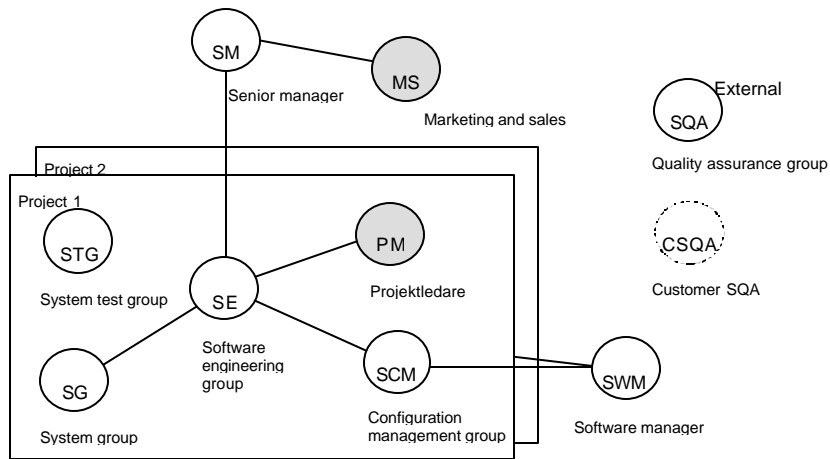 SM
Senior manager
MS
Marketing and sales
External
SQA
Quality assurance group
Project 2
Project 1
STG
System test group
PM
Projektledare
CSQA
Customer SQA
SE
Software
engineering
group
SG
System group
SCM
Configuration
management group
SWM
Software manager